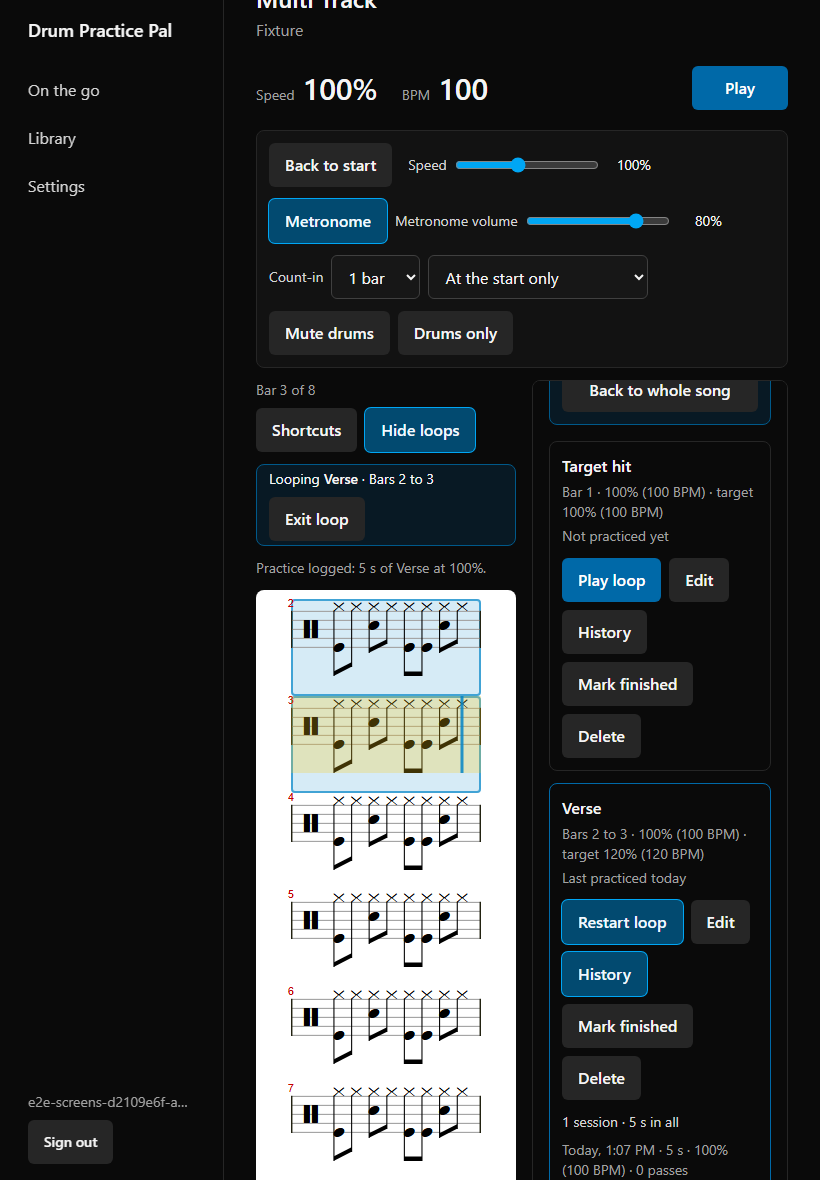 Drum Practice Pal
On the go
Library
Settings
e2e-screens-d2109e6f-a...
Sign out
Multi Track
Fixture
Speed 100% BPM 100
Play
Back to start Speed 100%
Metronome Metronome volume 80%
Count-in 1 bar At the start only
Mute drums Drums only
Bar 3 of 8
Shortcuts Hide loops
Looping Verse · Bars 2 to 3
Exit loop
Practice logged: 5 s of Verse at 100%.
2
3
4
5
6
7
Back to whole song
Target hit
Bar 1 · 100% (100 BPM) · target
100% (100 BPM)
Not practiced yet
Play loop Edit
History
Mark finished
Delete
Verse
Bars 2 to 3 · 100% (100 BPM) ·
target 120% (120 BPM)
Last practiced today
Restart loop Edit
History
Mark finished
Delete
1 session · 5 s in all
Today, 1:07 PM · 5 s · 100%
(100 BPM) · 0 passes